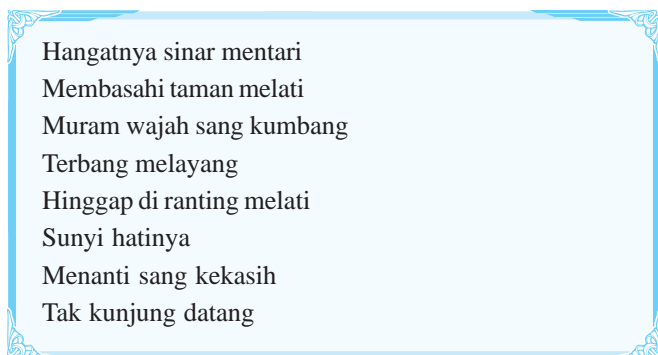 Hangatnya sinar mentari
Membasahi taman melati
Muram wajah sang kumbang
Terbang melayang
Hinggap di ranting melati
Sunyi hatinya
Menanti sang kekasih
Tak kunjung datang